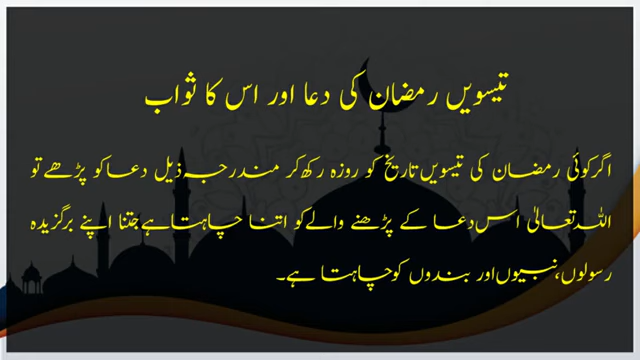 تیسویں رمضان کی دعا اور اس کا ثواب
اگر کوئی رمضان کی تیسویں تاریخ کو روزہ رکھ کر مندرجہ ذیل دعا کو پڑھے تو
اللہ تعالیٰ اس دعا کے پڑھنے والے کو اتنا چاہتا ہے جتنا اپنے برگزیدہ
رسولوں، نبیوں اور بندوں کو چاہتا ہے۔